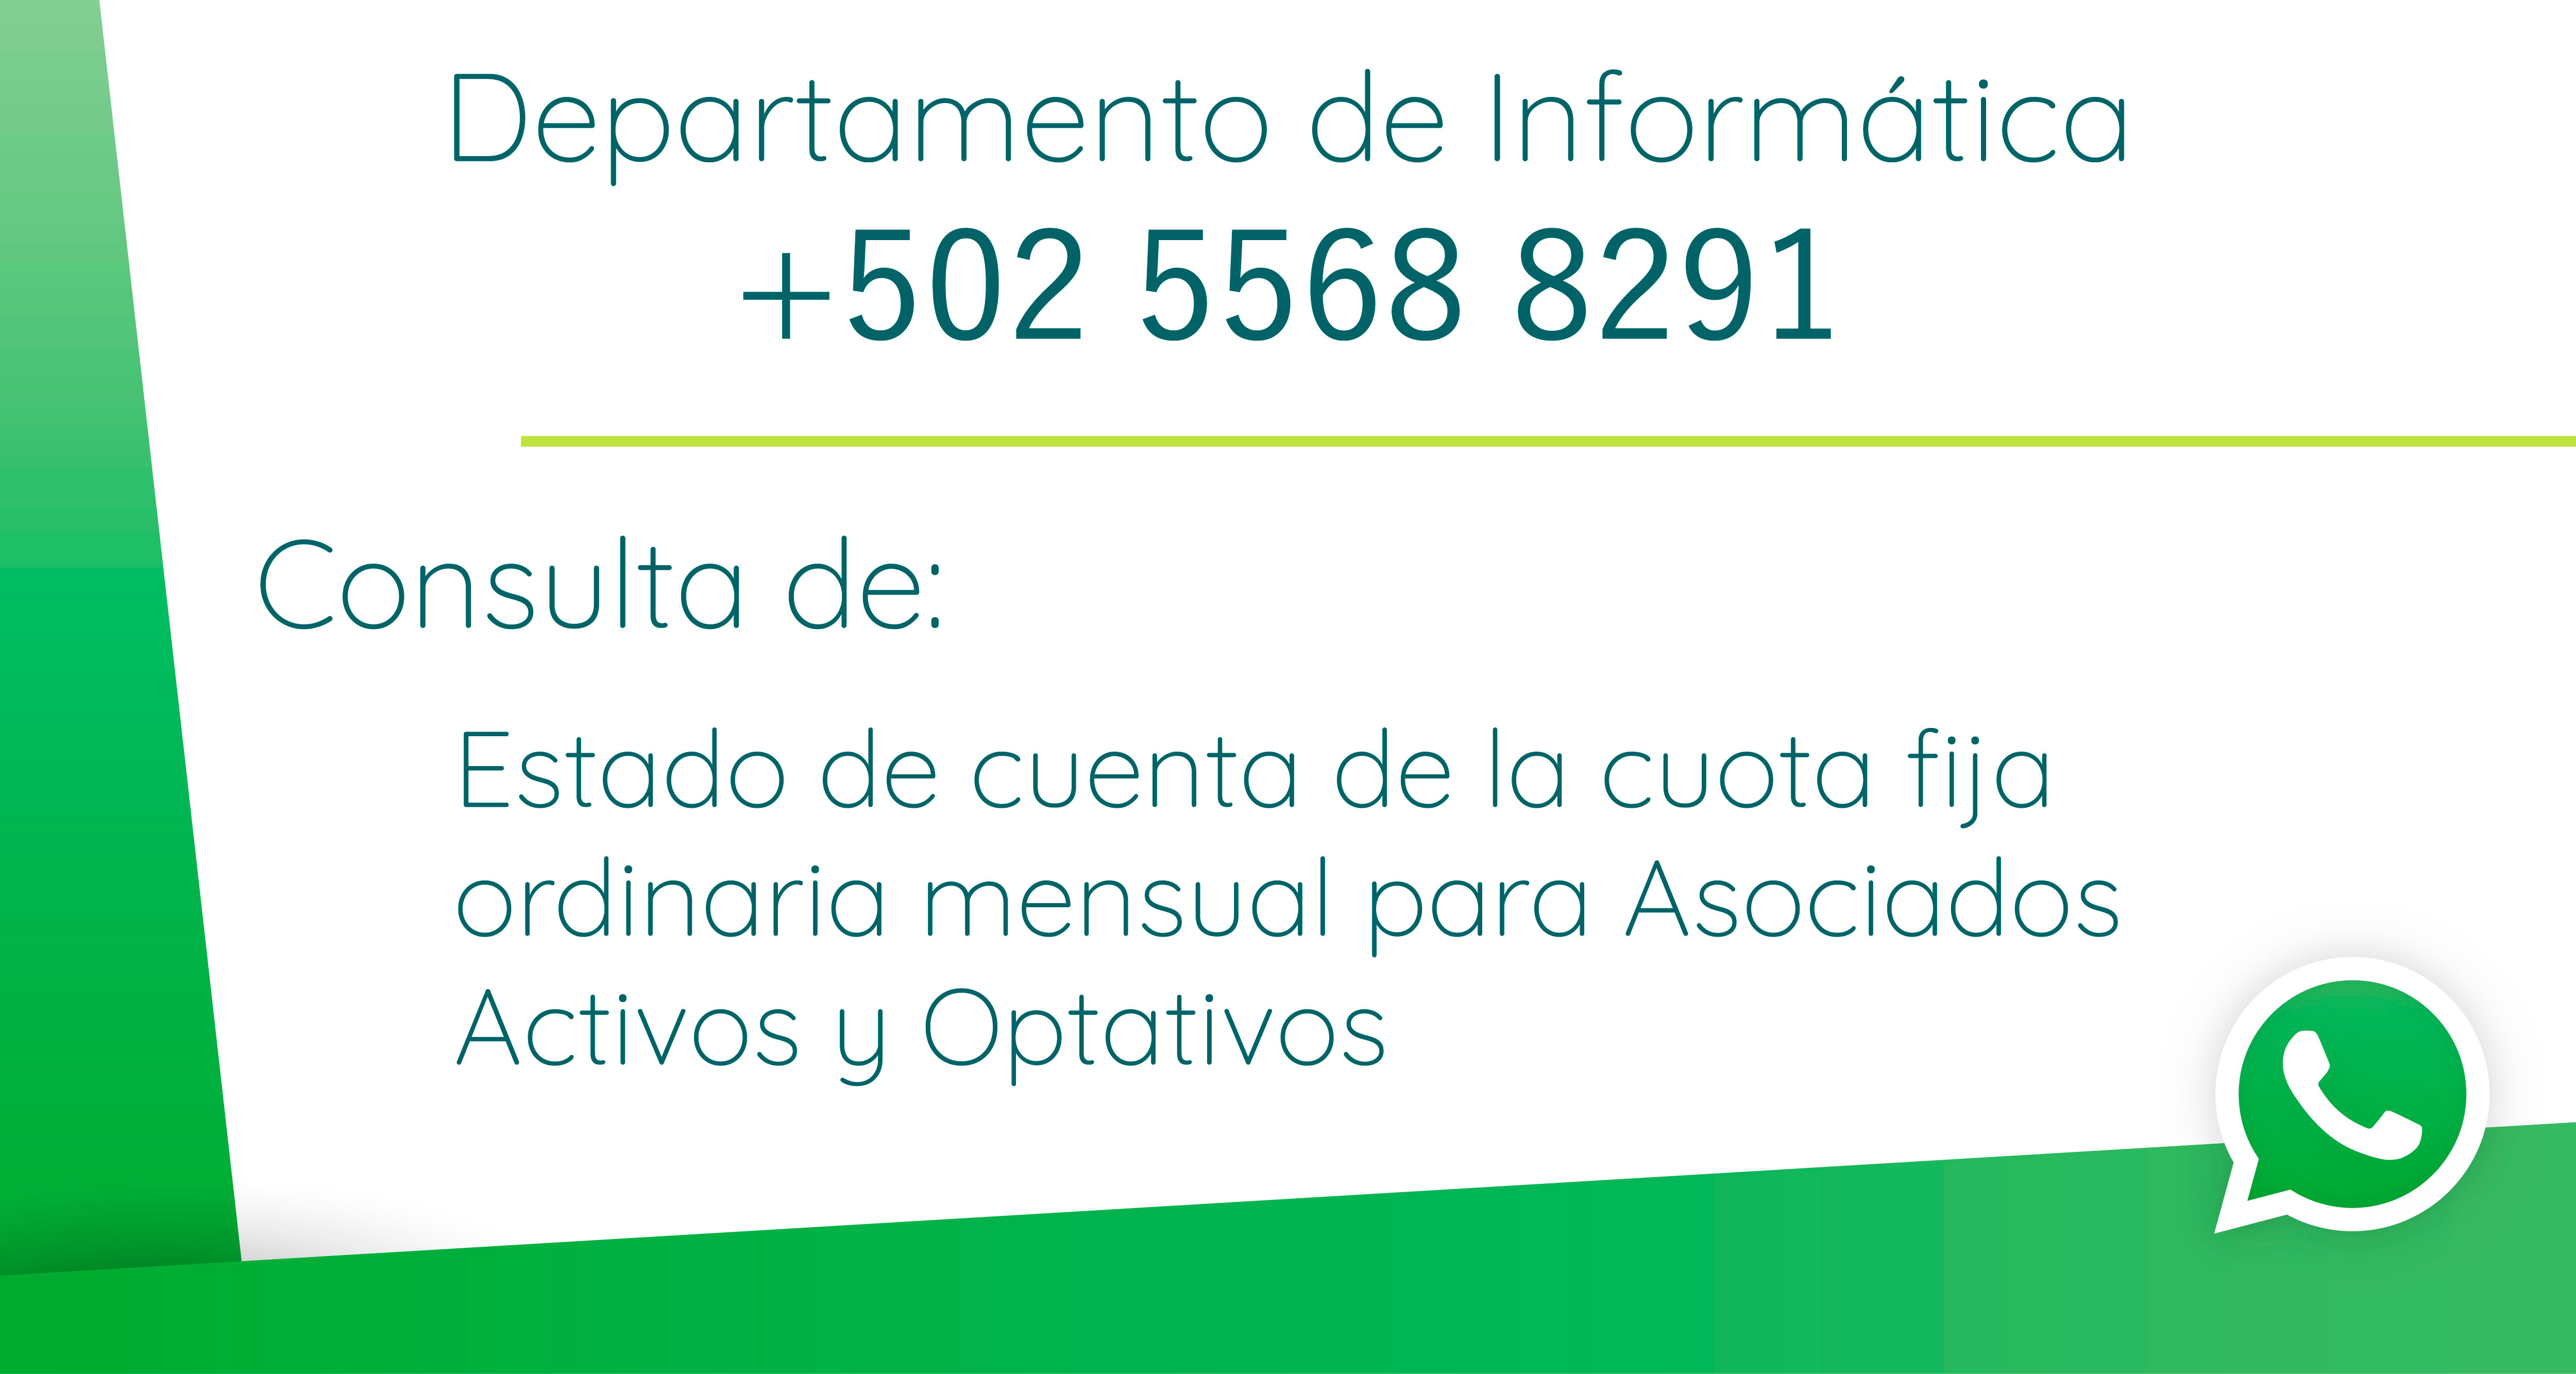 Departamento de Informática
+502 5568 8291
Consulta de:
Estado de cuenta de la cuota fija
ordinaria mensual para Asociados
Activos y Optativos